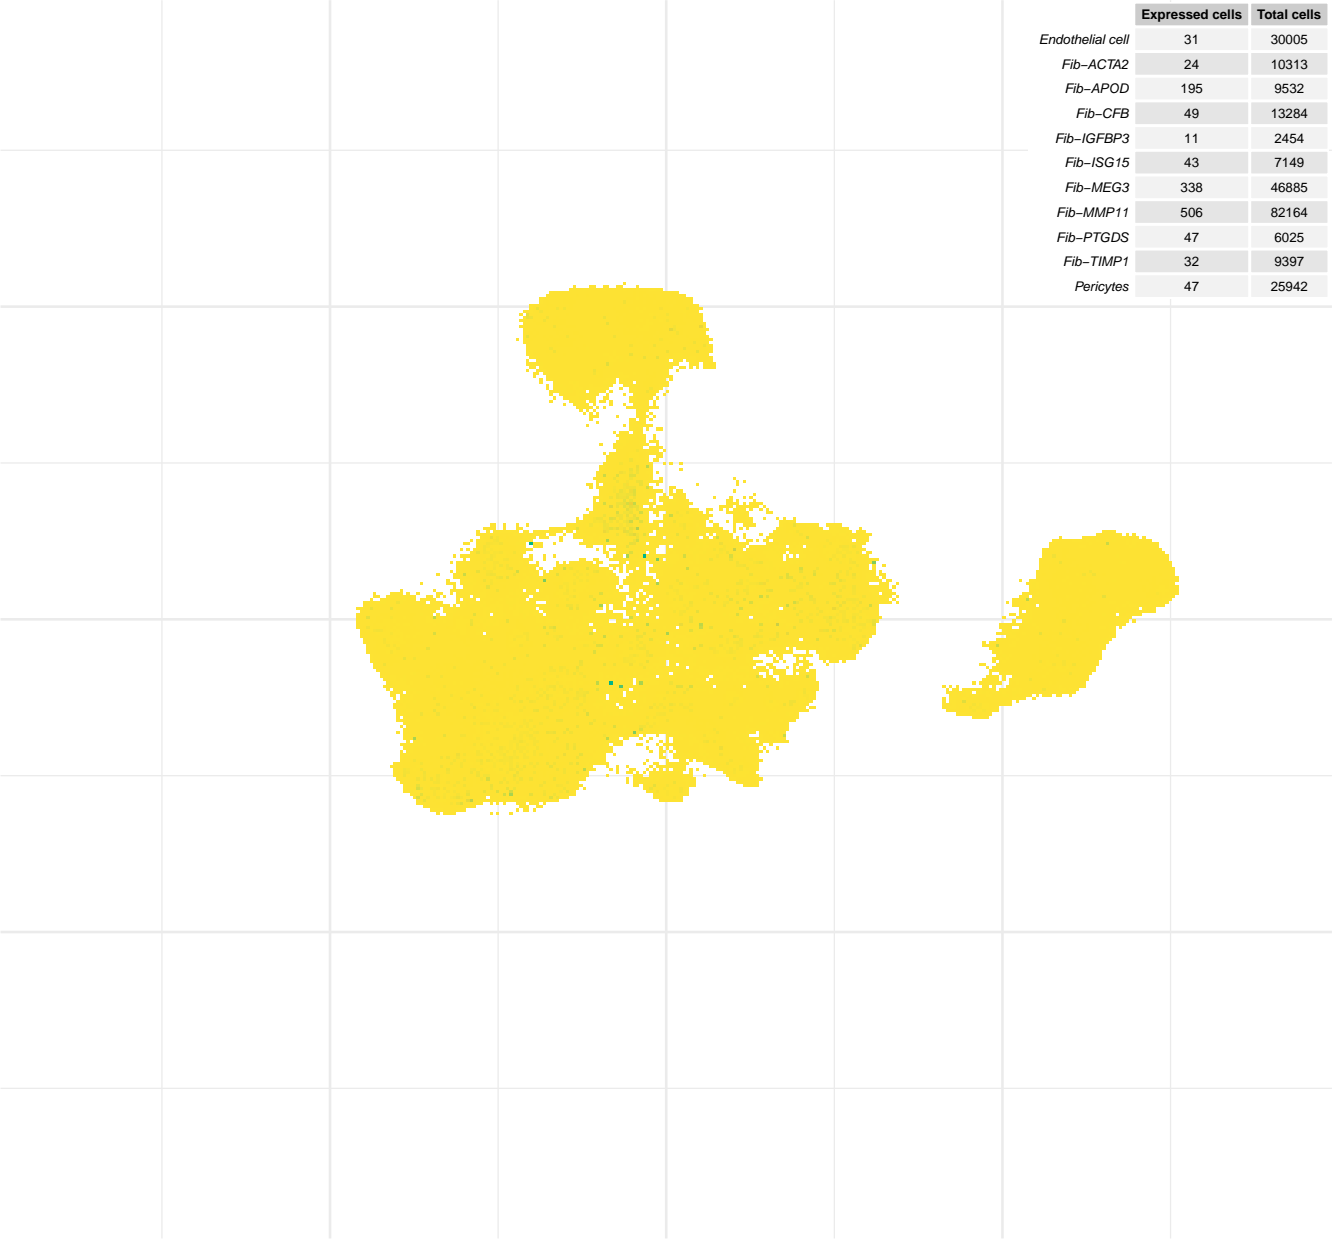 Expressed cells Total cells
Endothelial cell 31 30005
Fib−ACTA2 24 10313
Fib−APOD 195 9532
Fib−CFB 49 13284
Fib−IGFBP3 11 2454
Fib−ISG15 43 7149
Fib−MEG3 338 46885
Fib−MMP11 506 82164
Fib−PTGDS 47 6025
Fib−TIMP1 32 9397
Pericytes 47 25942